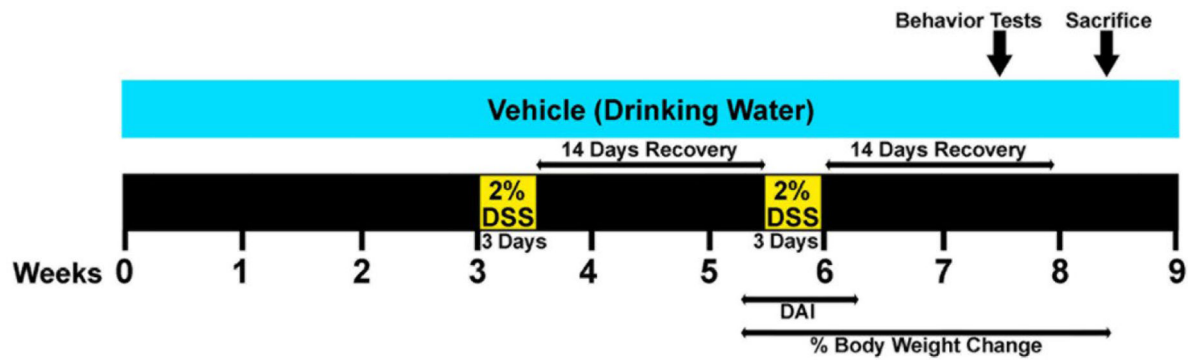 Behavior Tests Sacrifice
Vehicle (Drinking Water)
14 Days Recovery 14 Days Recovery
2% 2%
DSS DSS
3 Days 3 Days
Weeks 0 1 2 3 4 5 6 7 8 9
DAI
% Body Weight Change